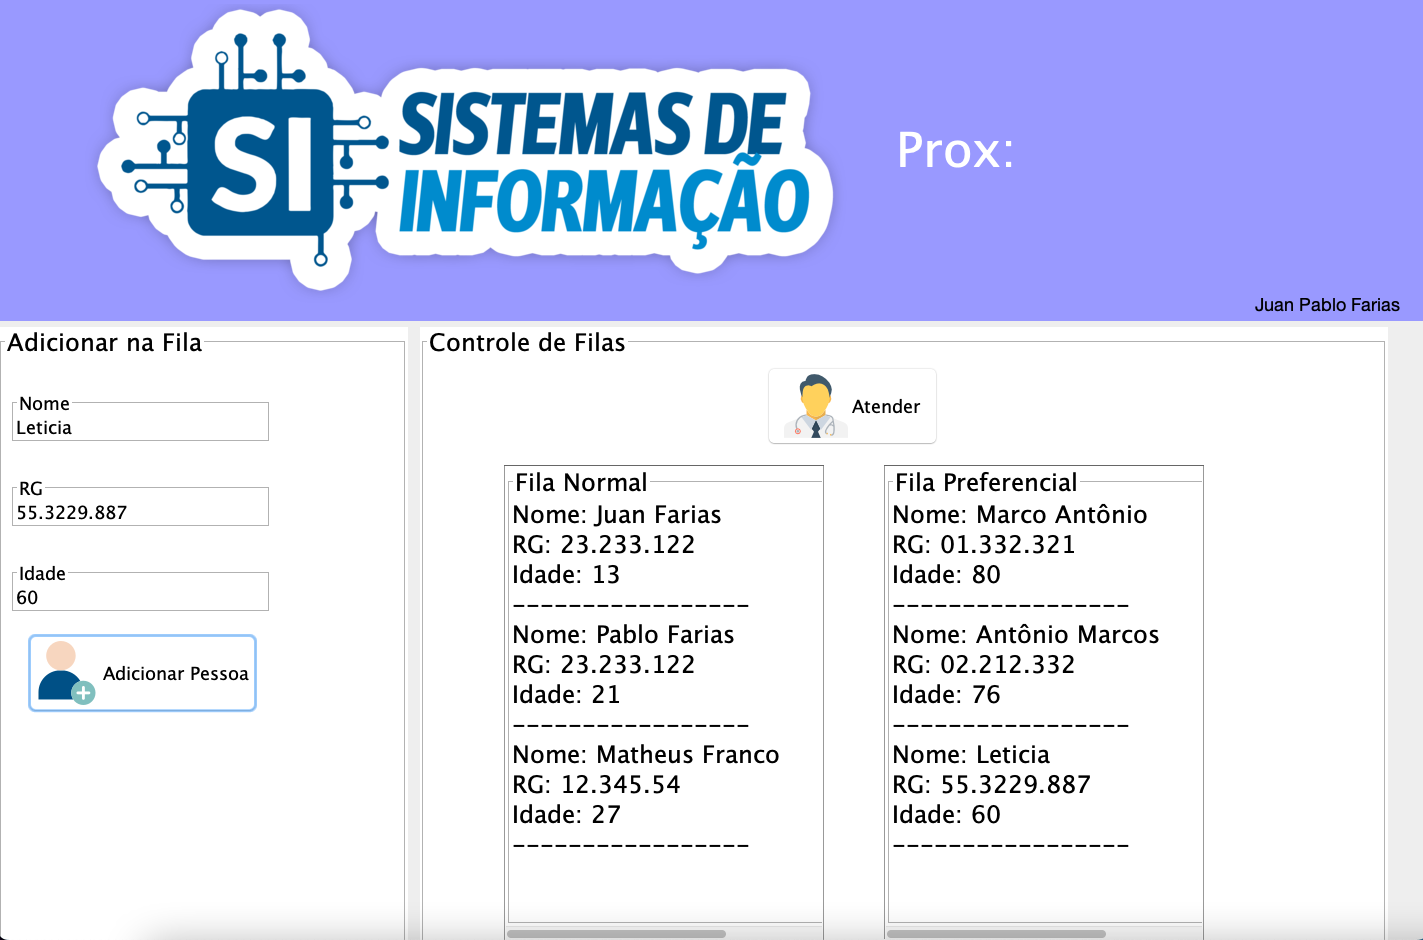 SI
SISTEMAS DE
INFORMAÇÃO
Prox:
Juan Pablo Farias
Adicionar na Fila
Nome
Leticia
RG
55.3229.887
Idade
60
Adicionar Pessoa
Controle de Filas
Atender
Fila Normal
Nome: Juan Farias
RG: 23.233.122
Idade: 13
-----------------
Nome: Pablo Farias
RG: 23.233.122
Idade: 21
-----------------
Nome: Matheus Franco
RG: 12.345.54
Idade: 27
-----------------
Fila Preferencial
Nome: Marco Antônio
RG: 01.332.321
Idade: 80
-----------------
Nome: Antônio Marcos
RG: 02.212.332
Idade: 76
-----------------
Nome: Leticia
RG: 55.3229.887
Idade: 60
-----------------